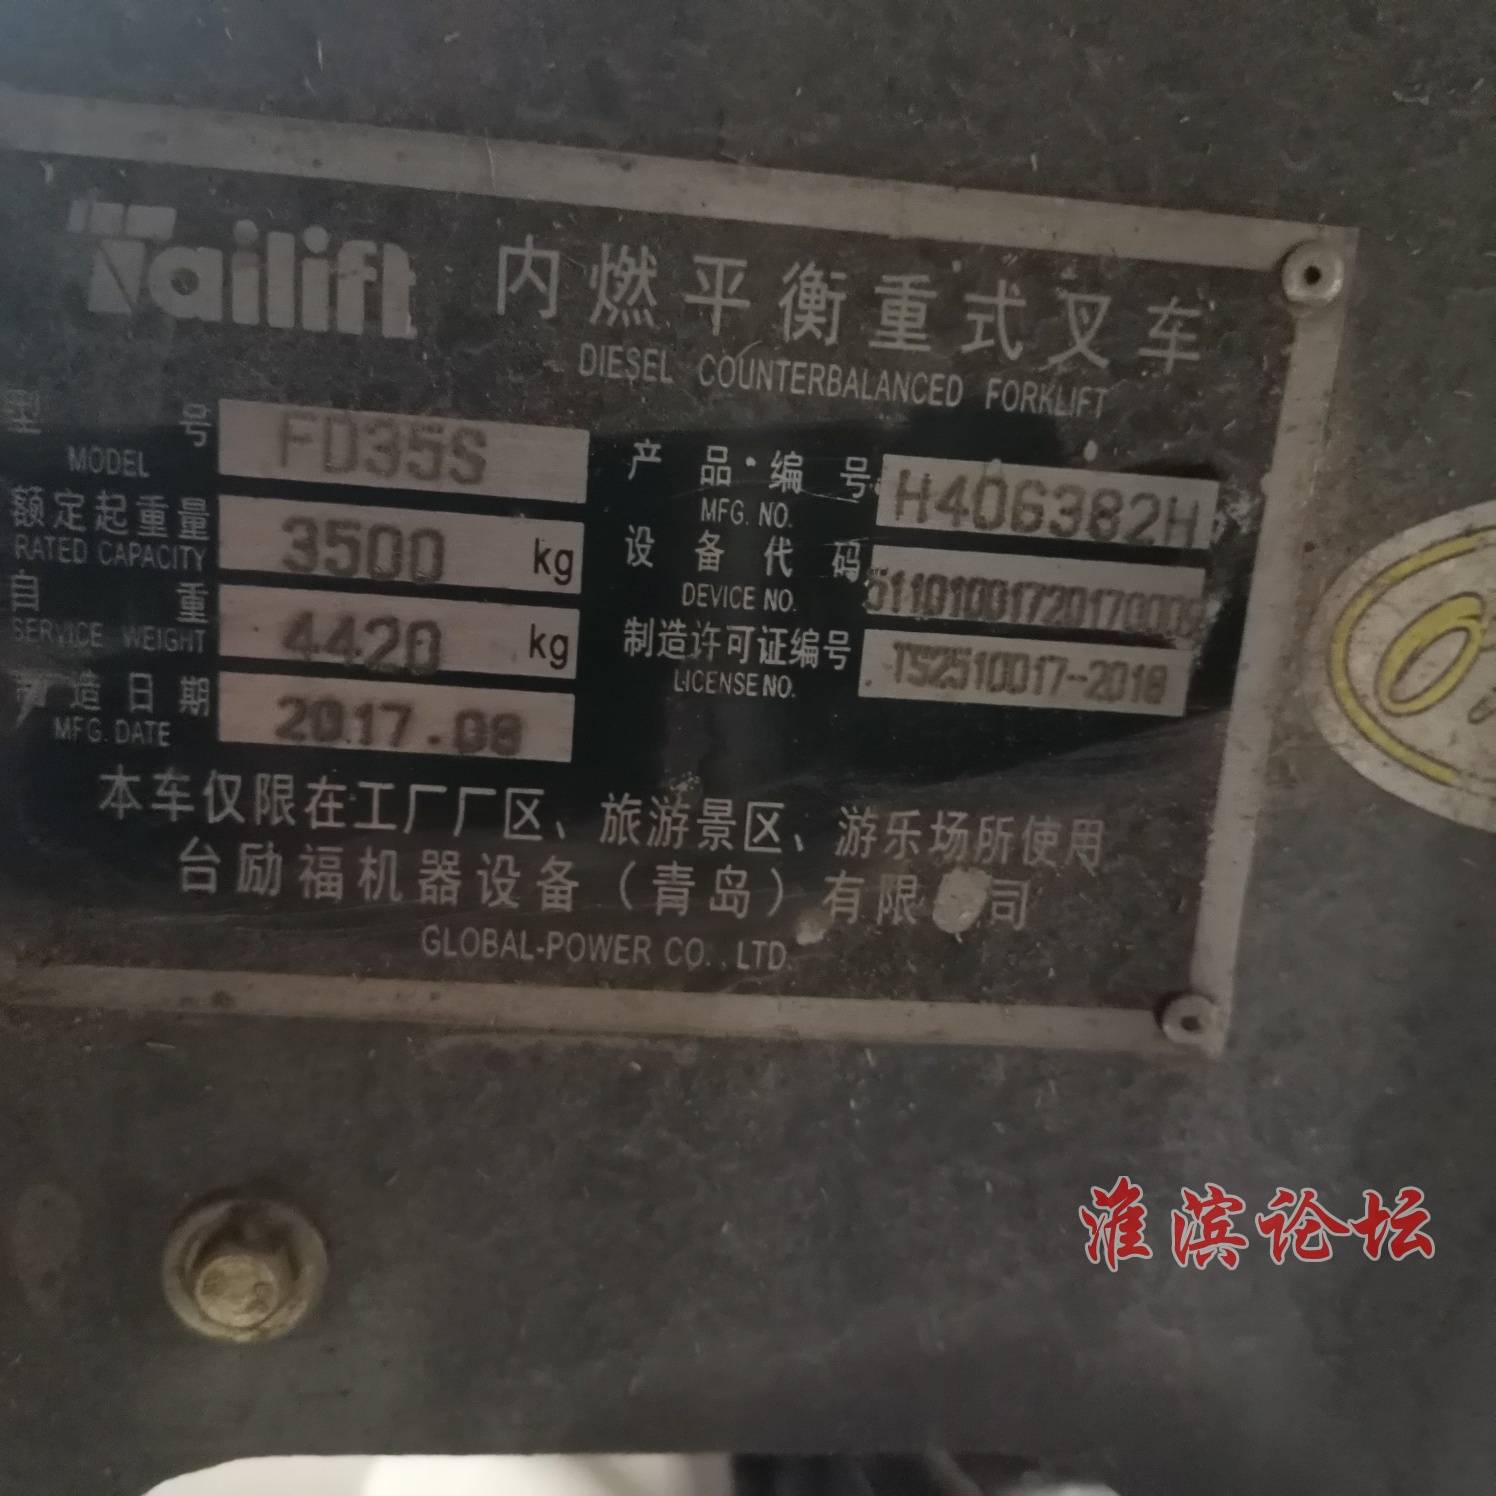 Tailift 内燃平衡重式叉车
DIESEL COUNTERBALANCED FORKLIFT
型号 FD35S
MODEL
额定起重量 3500 kg
RATED CAPACITY
自重 4420 kg
SERVICE WEIGHT
制造日期 2017.08
MFG. DATE
产品·编号 H406382H
MFG. NO.
设备代码
DEVICE NO.
制造许可证编号 TS2510017-2018
LICENSE NO.
本车仅限在工厂厂区、旅游景区、游乐场所使用
台励福机器设备（青岛）有限 司
GLOBAL-POWER CO., LTD.
淮滨论坛